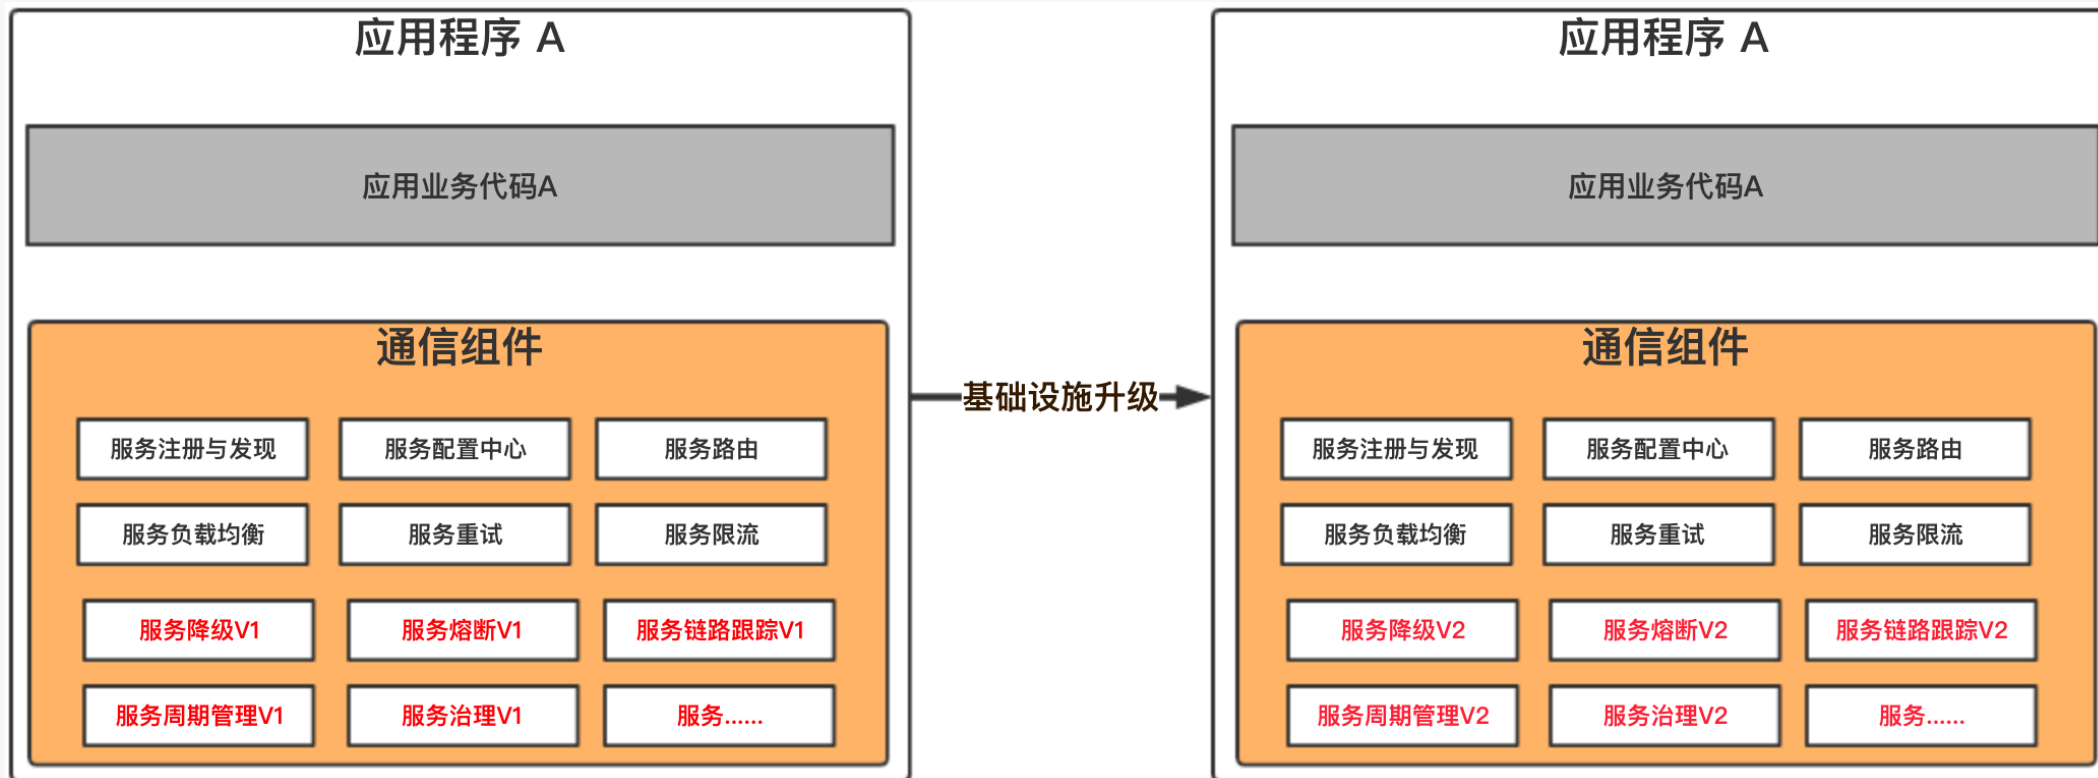 应用程序 A
应用业务代码A
通信组件
服务注册与发现
服务配置中心
服务路由
服务负载均衡
服务重试
服务限流
服务降级V1
服务熔断V1
服务链路跟踪V1
服务周期管理V1
服务治理V1
服务......
基础设施升级
应用程序 A
应用业务代码A
通信组件
服务注册与发现
服务配置中心
服务路由
服务负载均衡
服务重试
服务限流
服务降级V2
服务熔断V2
服务链路跟踪V2
服务周期管理V2
服务治理V2
服务......